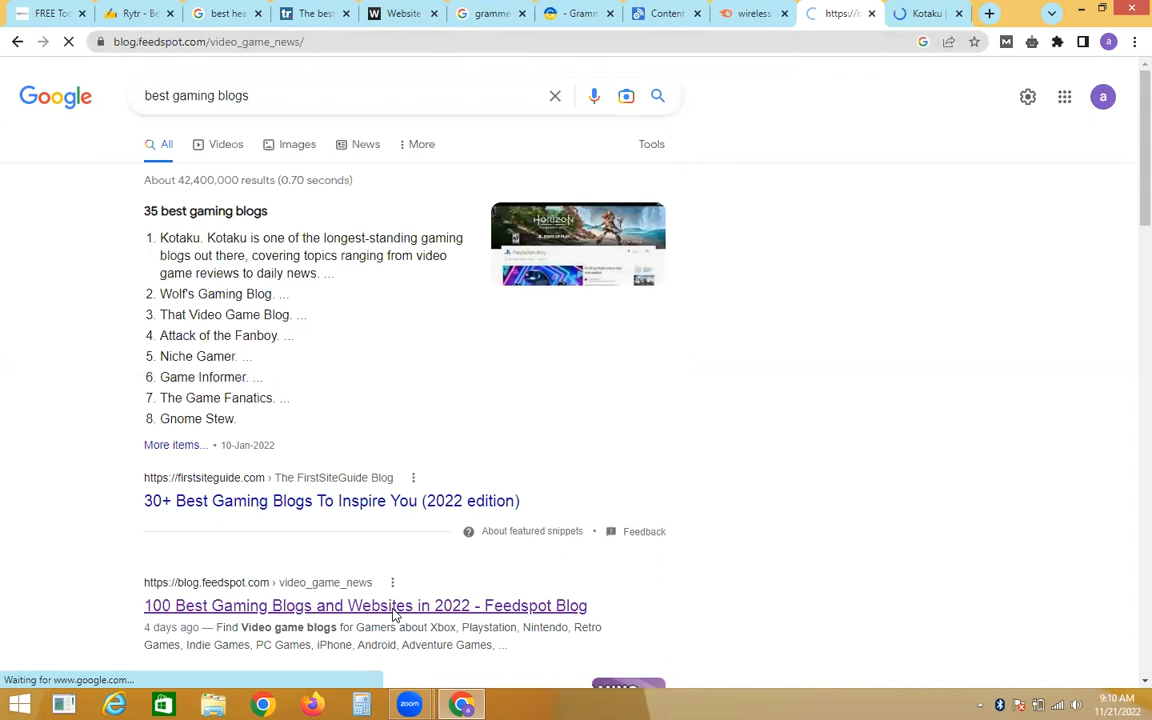 FREE Too
Rytr - Be
best hea
The best
Website
gramme
- Gramm
Content
wireless
https://b
Kotaku
blog.feedspot.com/video_game_news/
Google
best gaming blogs
a
All
Videos
Images
News
More
Tools
About 42,400,000 results (0.70 seconds)
35 best gaming blogs
1. Kotaku. Kotaku is one of the longest-standing gaming
blogs out there, covering topics ranging from video
game reviews to daily news. ...
2. Wolf's Gaming Blog. ...
3. That Video Game Blog. ...
4. Attack of the Fanboy. ...
5. Niche Gamer. ...
6. Game Informer. ...
7. The Game Fanatics. ...
8. Gnome Stew.
More items... • 10-Jan-2022
HORIZON
https://firstsiteguide.com › The FirstSiteGuide Blog
30+ Best Gaming Blogs To Inspire You (2022 edition)
About featured snippets • Feedback
https://blog.feedspot.com › video_game_news
100 Best Gaming Blogs and Websites in 2022 - Feedspot Blog
4 days ago — Find Video game blogs for Gamers about Xbox, Playstation, Nintendo, Retro
Games, Indie Games, PC Games, iPhone, Android, Adventure Games, ...
Waiting for www.google.com...
zoom
9:10 AM
11/21/2022